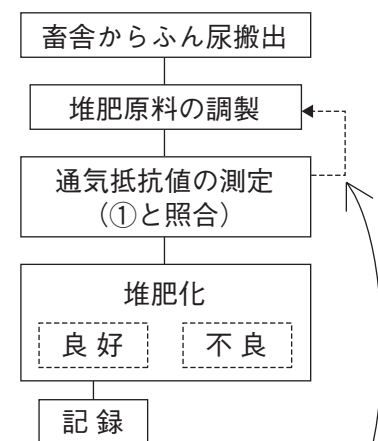 畜舎からふん尿搬出
堆肥原料の調製
通気抵抗値の測定
（①と照合）
堆肥化
良 好
不 良
記 録